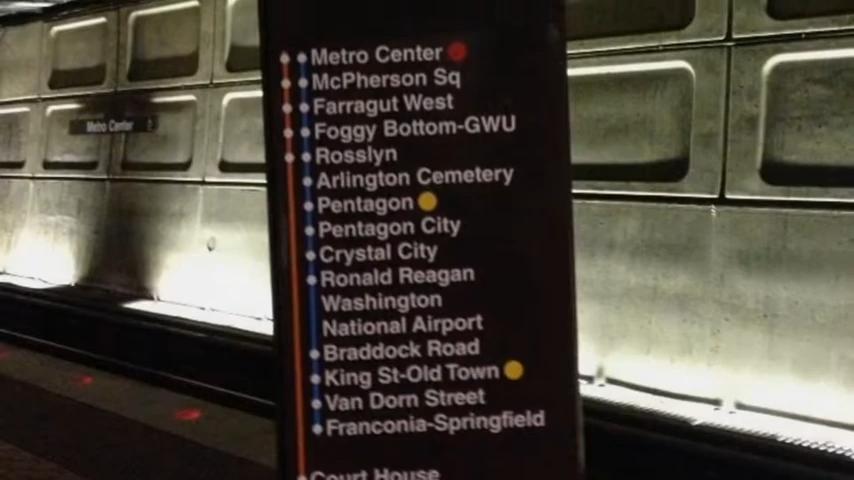 Metro Center
McPherson Sq
Farragut West
Foggy Bottom-GWU
Rosslyn
Arlington Cemetery
Pentagon
Pentagon City
Crystal City
Ronald Reagan
Washington
National Airport
Braddock Road
King St-Old Town
Van Dorn Street
Franconia-Springfield
Court House
Metro Center